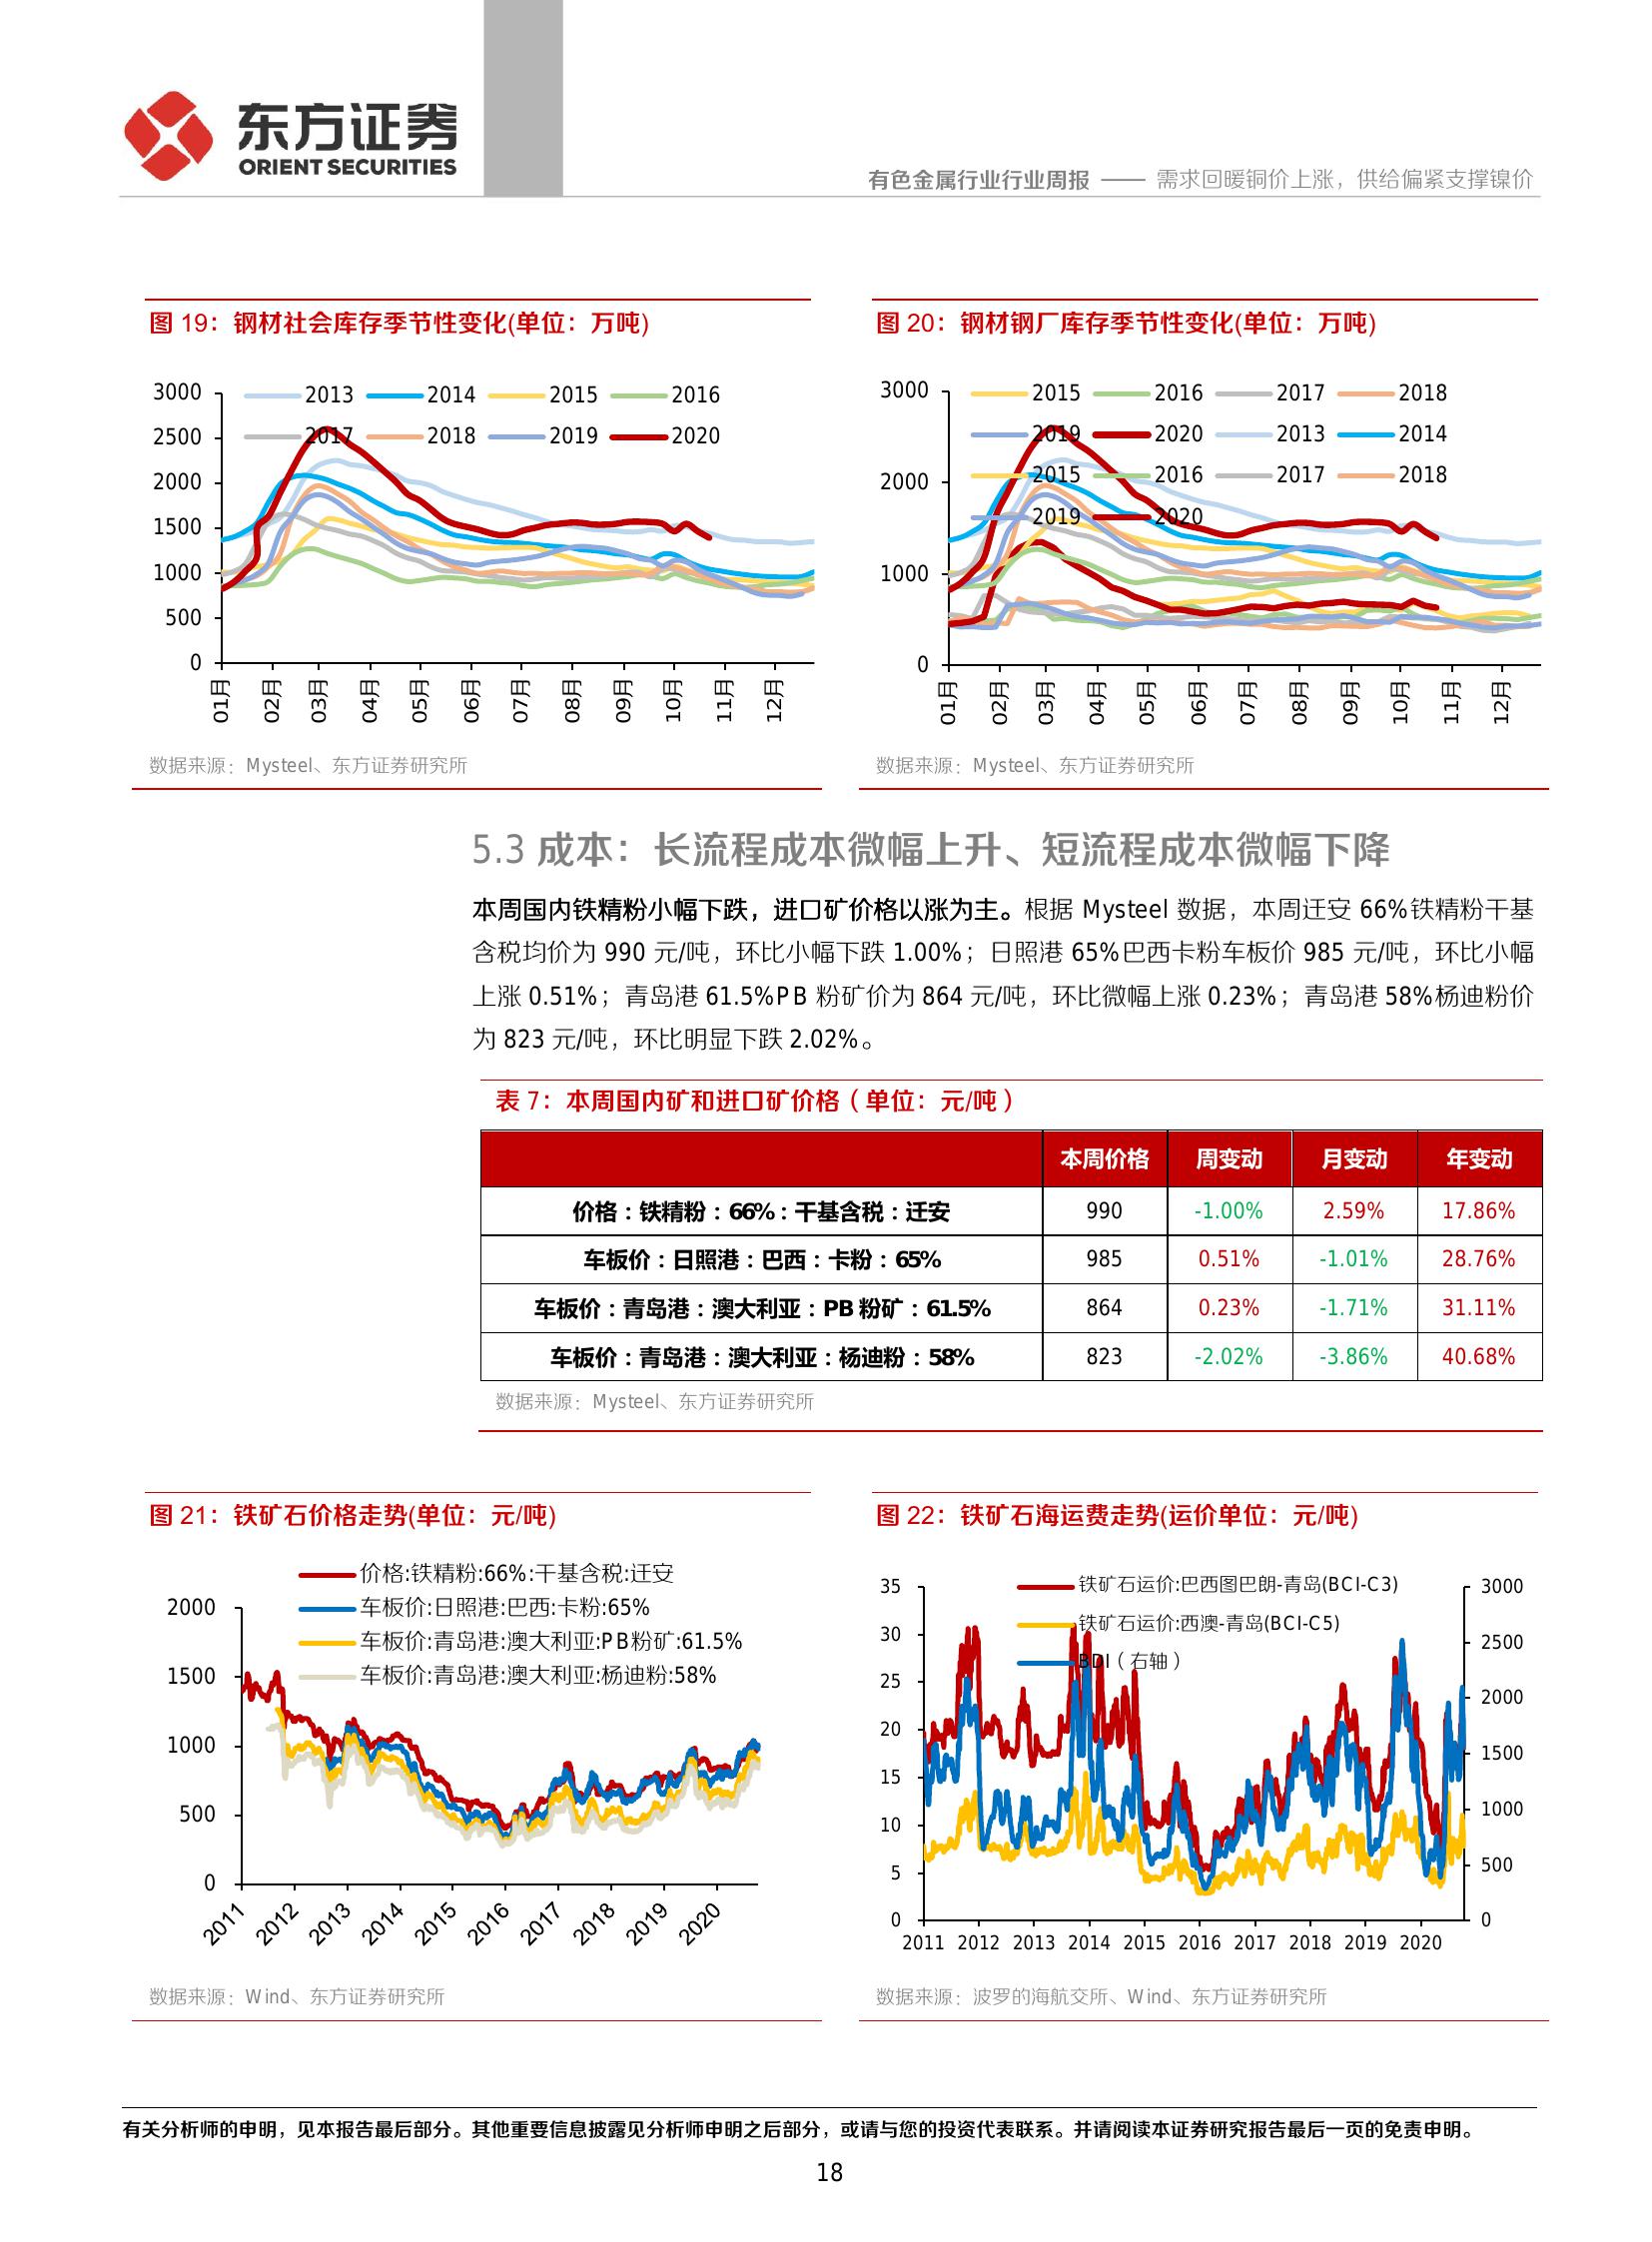 东方证券
ORIENT SECURITIES
有色金属行业行业周报 —— 需求回暖铜价上涨，供给偏紧支撑镍价
图 19：钢材社会库存季节性变化(单位：万吨)
3000
2500
2000
1500
1000
500
0
2013 2014 2015 2016
2017 2018 2019 2020
01月 02月 03月 04月 05月 06月 07月 08月 09月 10月 11月 12月
数据来源：Mysteel、东方证券研究所
图 20：钢材钢厂库存季节性变化(单位：万吨)
3000
2000
1000
0
2015 2016 2017 2018
2019 2020 2013 2014
2015 2016 2017 2018
2019 2020
01月 02月 03月 04月 05月 06月 07月 08月 09月 10月 11月 12月
数据来源：Mysteel、东方证券研究所
5.3 成本：长流程成本微幅上升、短流程成本微幅下降
本周国内铁精粉小幅下跌，进口矿价格以涨为主。根据 Mysteel 数据，本周迁安 66%铁精粉干基
含税均价为 990 元/吨，环比小幅下跌 1.00%；日照港 65%巴西卡粉车板价 985 元/吨，环比小幅
上涨 0.51%；青岛港 61.5%PB 粉矿价为 864 元/吨，环比微幅上涨 0.23%；青岛港 58%杨迪粉价
为 823 元/吨，环比明显下跌 2.02%。
表 7：本周国内矿和进口矿价格（单位：元/吨）
本周价格 周变动 月变动 年变动
价格：铁精粉：66%：干基含税：迁安 990 -1.00% 2.59% 17.86%
车板价：日照港：巴西：卡粉：65% 985 0.51% -1.01% 28.76%
车板价：青岛港：澳大利亚：PB 粉矿：61.5% 864 0.23% -1.71% 31.11%
车板价：青岛港：澳大利亚：杨迪粉：58% 823 -2.02% -3.86% 40.68%
数据来源：Mysteel、东方证券研究所
图 21：铁矿石价格走势(单位：元/吨)
价格:铁精粉:66%:干基含税:迁安
车板价:日照港:巴西:卡粉:65%
车板价:青岛港:澳大利亚:PB粉矿:61.5%
车板价:青岛港:澳大利亚:杨迪粉:58%
2000
1500
1000
500
0
2011 2012 2013 2014 2015 2016 2017 2018 2019 2020
数据来源：Wind、东方证券研究所
图 22：铁矿石海运费走势(运价单位：元/吨)
铁矿石运价:巴西图巴朗-青岛(BCI-C3)
铁矿石运价:西澳-青岛(BCI-C5)
BDI（右轴）
35
30
25
20
15
10
5
0
3000
2500
2000
1500
1000
500
0
2011 2012 2013 2014 2015 2016 2017 2018 2019 2020
数据来源：波罗的海航交所、Wind、东方证券研究所
有关分析师的申明，见本报告最后部分。其他重要信息披露见分析师申明之后部分，或请与您的投资代表联系。并请阅读本证券研究报告最后一页的免责申明。
18